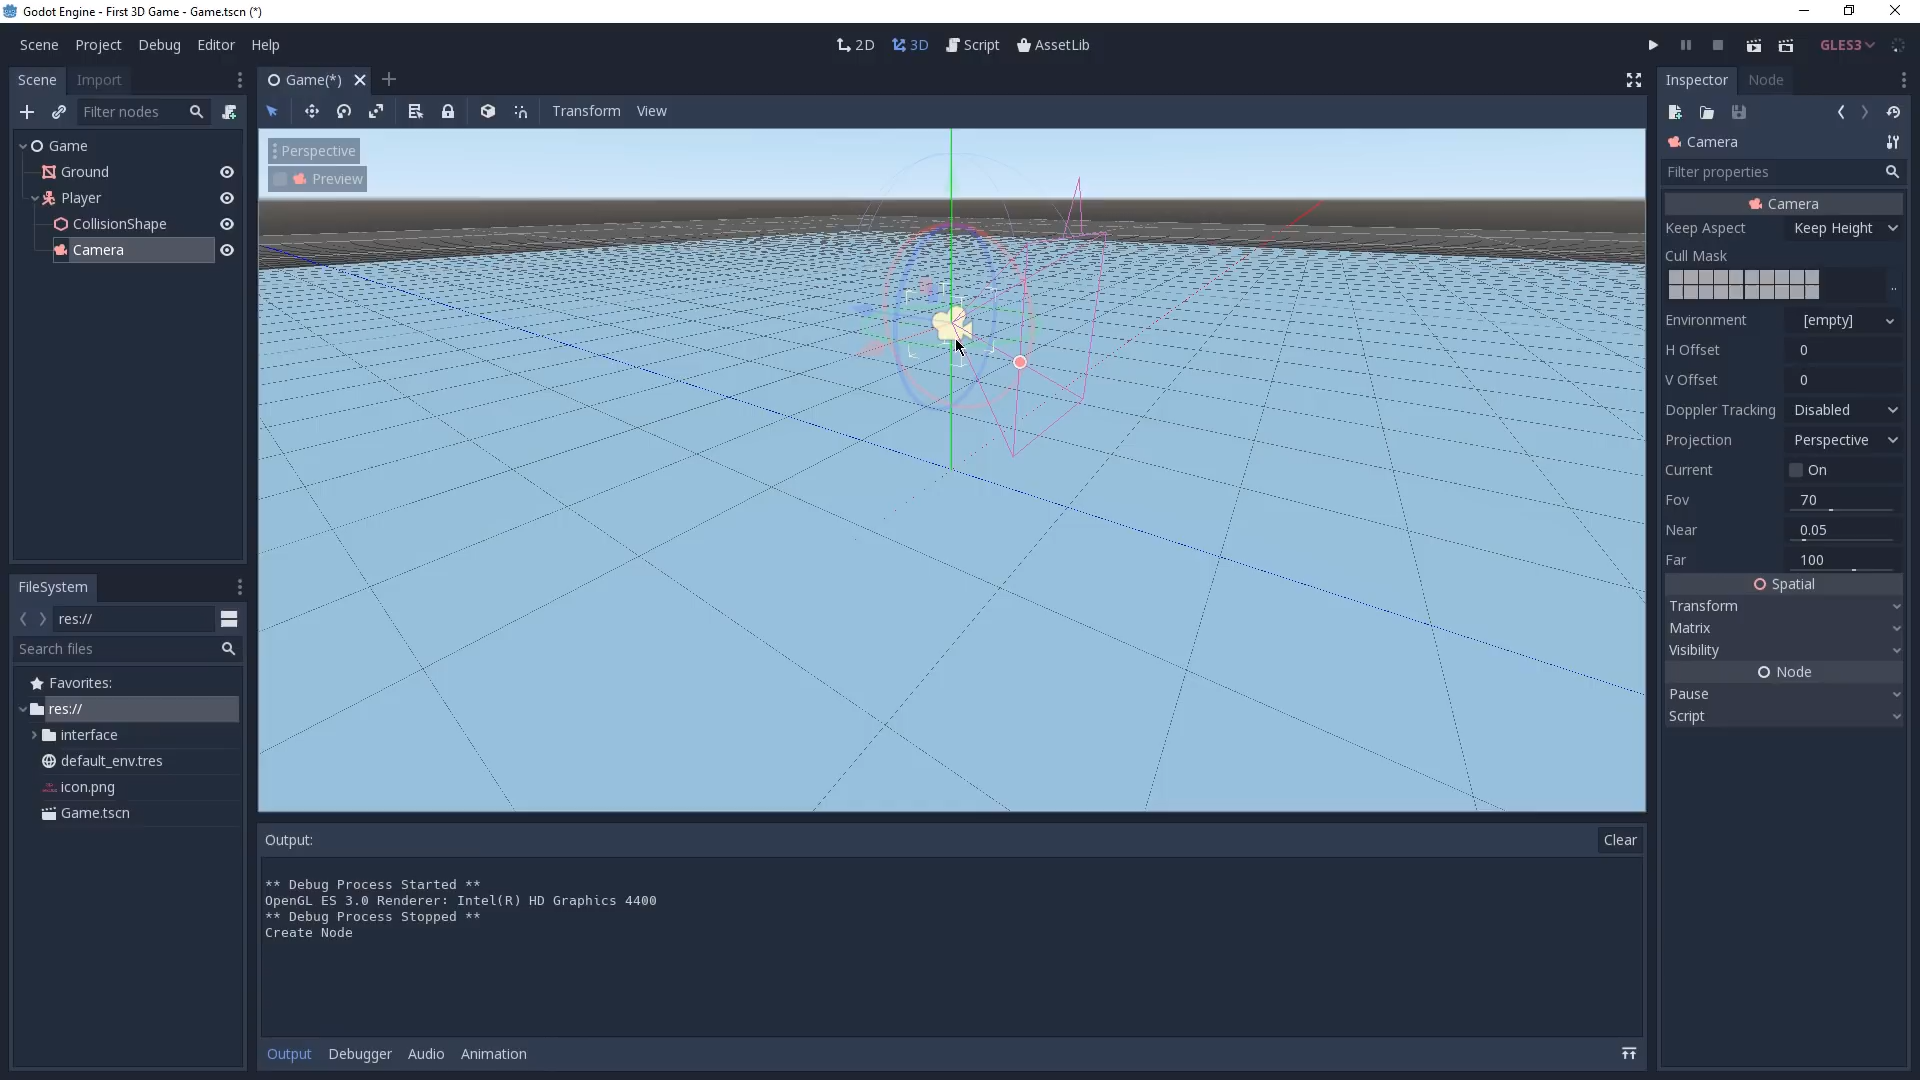 Godot Engine - First 3D Game - Game.tscn (*)
Scene Project Debug Editor Help
2D 3D Script AssetLib
GLES3
Scene Import
Game(*)
Inspector Node
Filter nodes
Transform View
Game
Ground
Player
CollisionShape
Camera
Perspective
Preview
Camera
Filter properties
Camera
Keep Aspect Keep Height
Cull Mask
..
Environment [empty]
H Offset 0
V Offset 0
Doppler Tracking Disabled
Projection Perspective
Current On
Fov 70
Near 0.05
Far 100
Spatial
Transform
Matrix
Visibility
Node
Pause
Script
FileSystem
res://
Search files
Favorites:
res://
interface
default_env.tres
icon.png
Game.tscn
Output:
Clear
** Debug Process Started **
OpenGL ES 3.0 Renderer: Intel(R) HD Graphics 4400
** Debug Process Stopped **
Create Node
Output Debugger Audio Animation